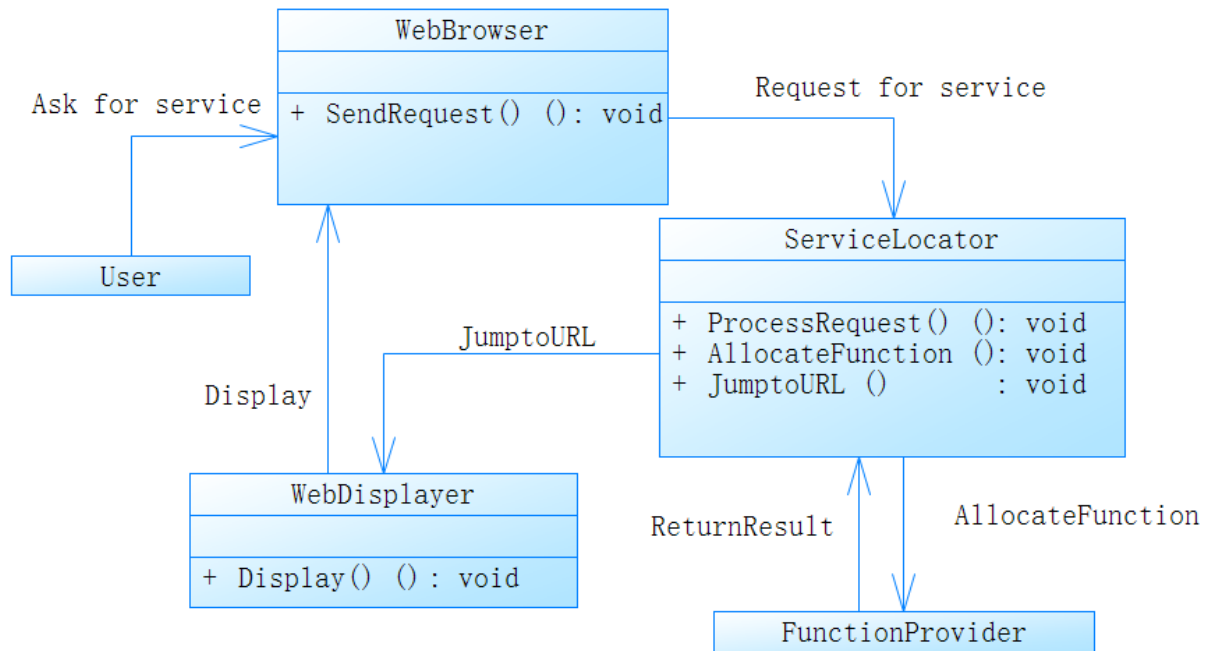 WebBrowser
Ask for service
+ SendRequest() (): void
Request for service
User
ServiceLocator
+ ProcessRequest() (): void
+ AllocateFunction (): void
+ JumptoURL () : void
JumptoURL
Display
WebDisplayer
+ Display() (): void
ReturnResult
AllocateFunction
FunctionProvider